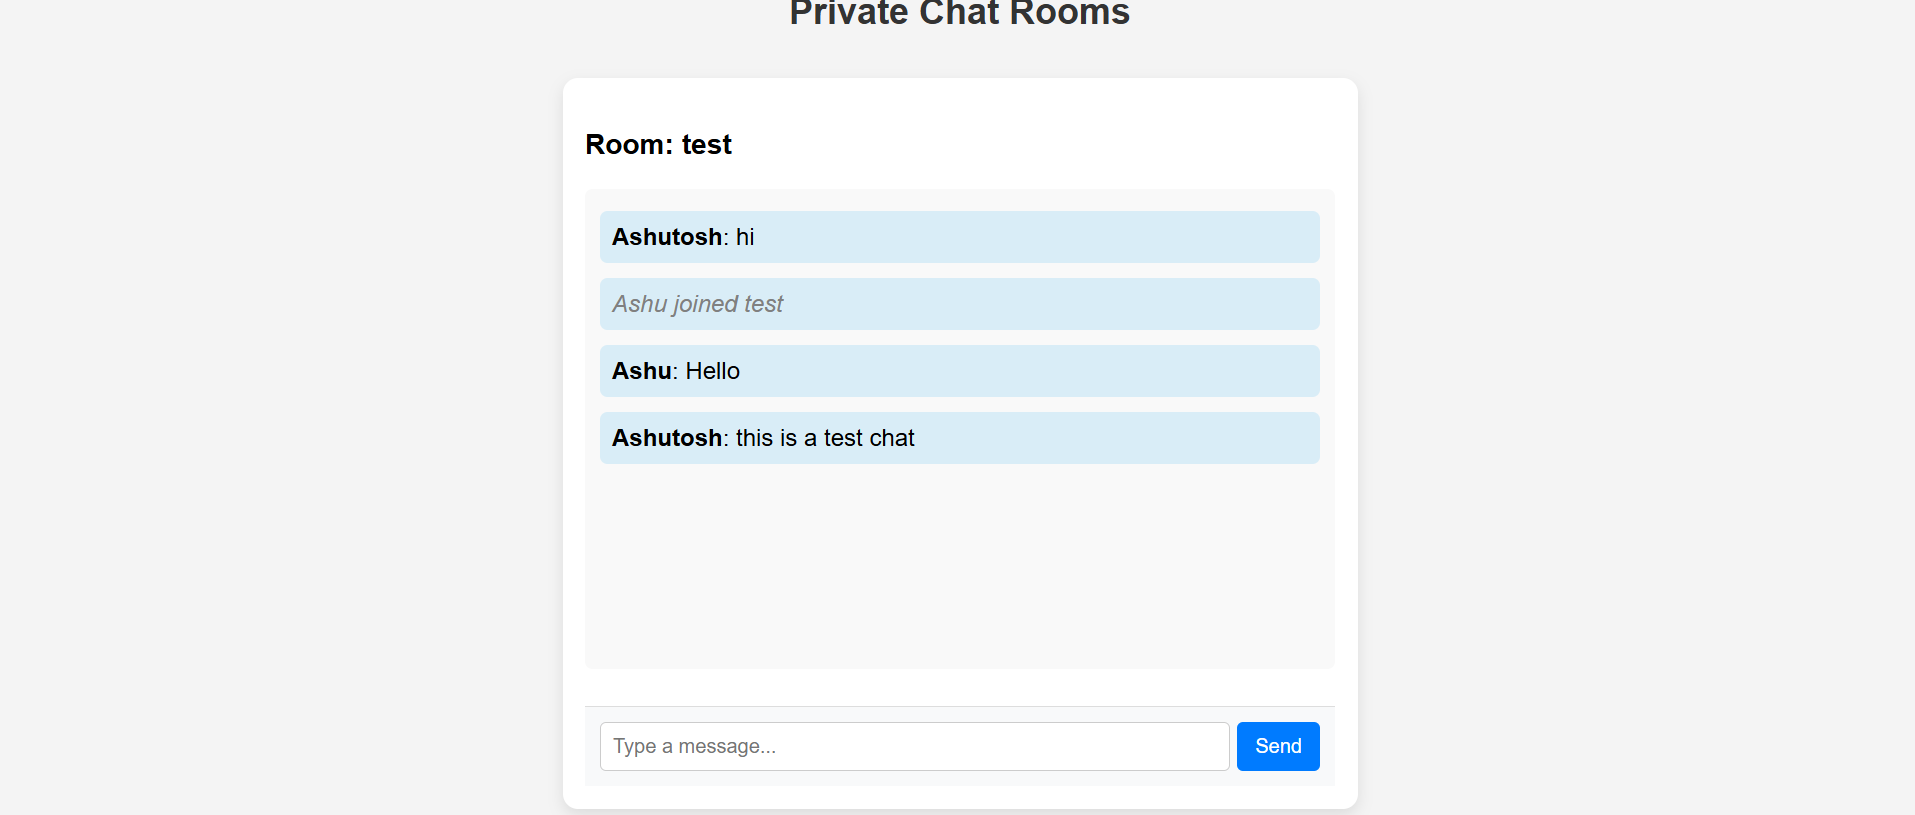 Private Chat Rooms
Room: test
Ashutosh: hi
Ashu joined test
Ashu: Hello
Ashutosh: this is a test chat
Type a message...
Send